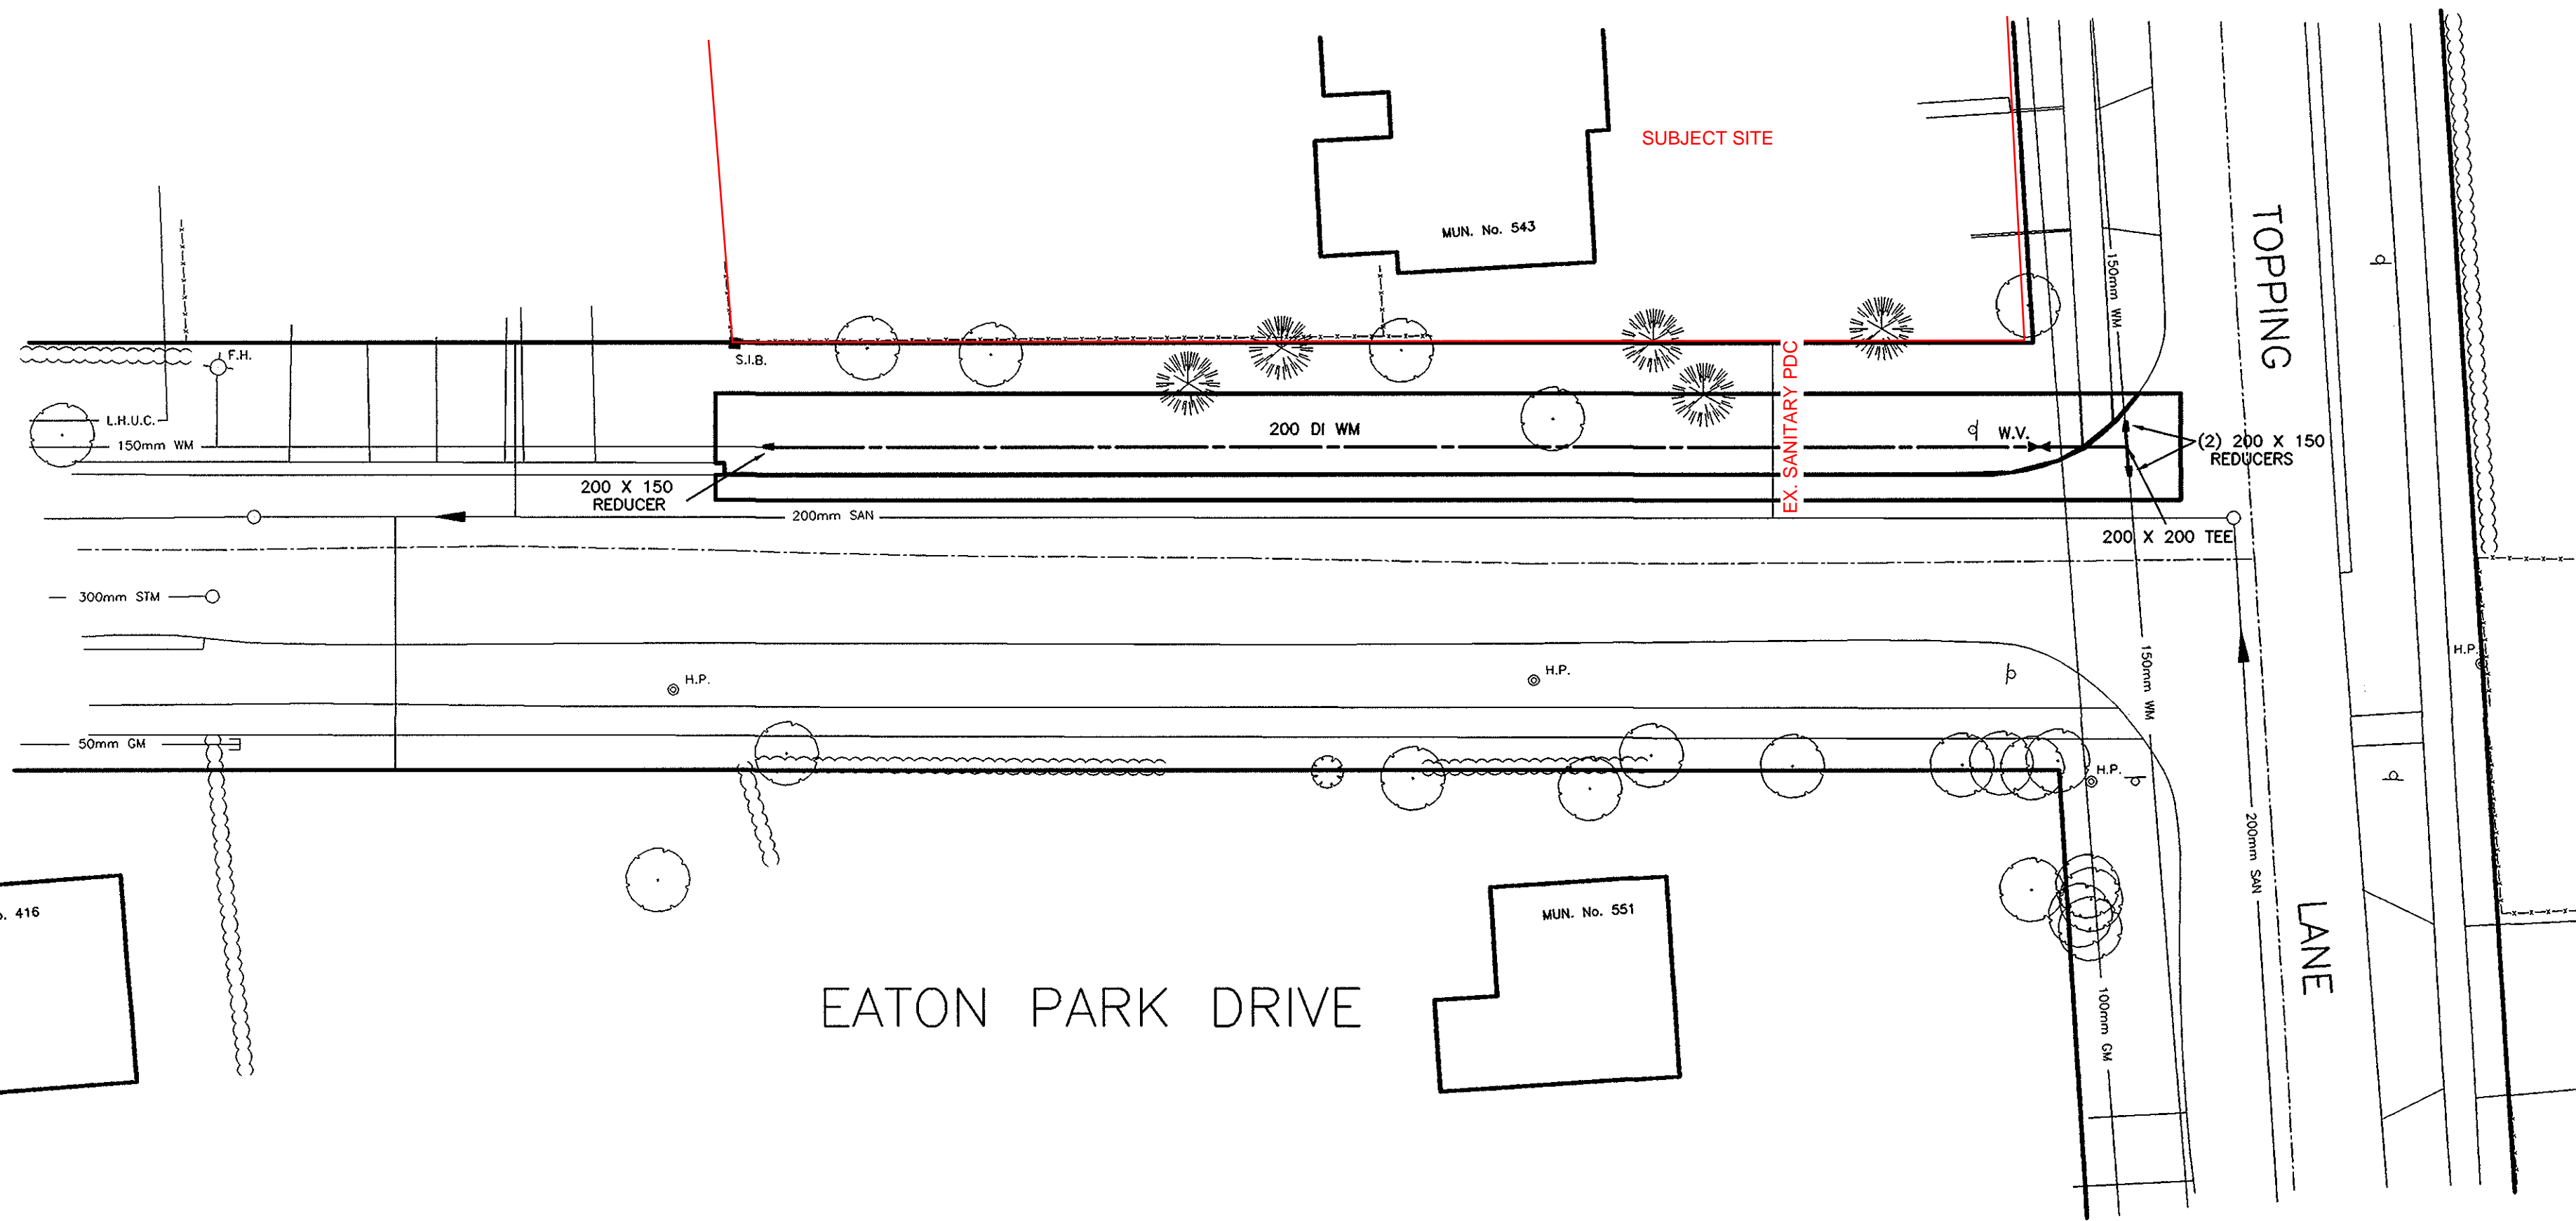 SUBJECT SITE
MUN. No. 543
TOPPING
150mm WM
F.H.
S.I.B.
EX. SANITARY PDC
L.H.U.C.
150mm WM
200 DI WM
W.V.
(2) 200 X 150
REDUCERS
200 X 150
REDUCER
200mm SAN
200 X 200 TEE
300mm STM
H.P.
H.P.
H.P.
150mm WM
50mm GM
H.P.
200mm SAN
416
MUN. No. 551
LANE
EATON PARK DRIVE
100mm GM